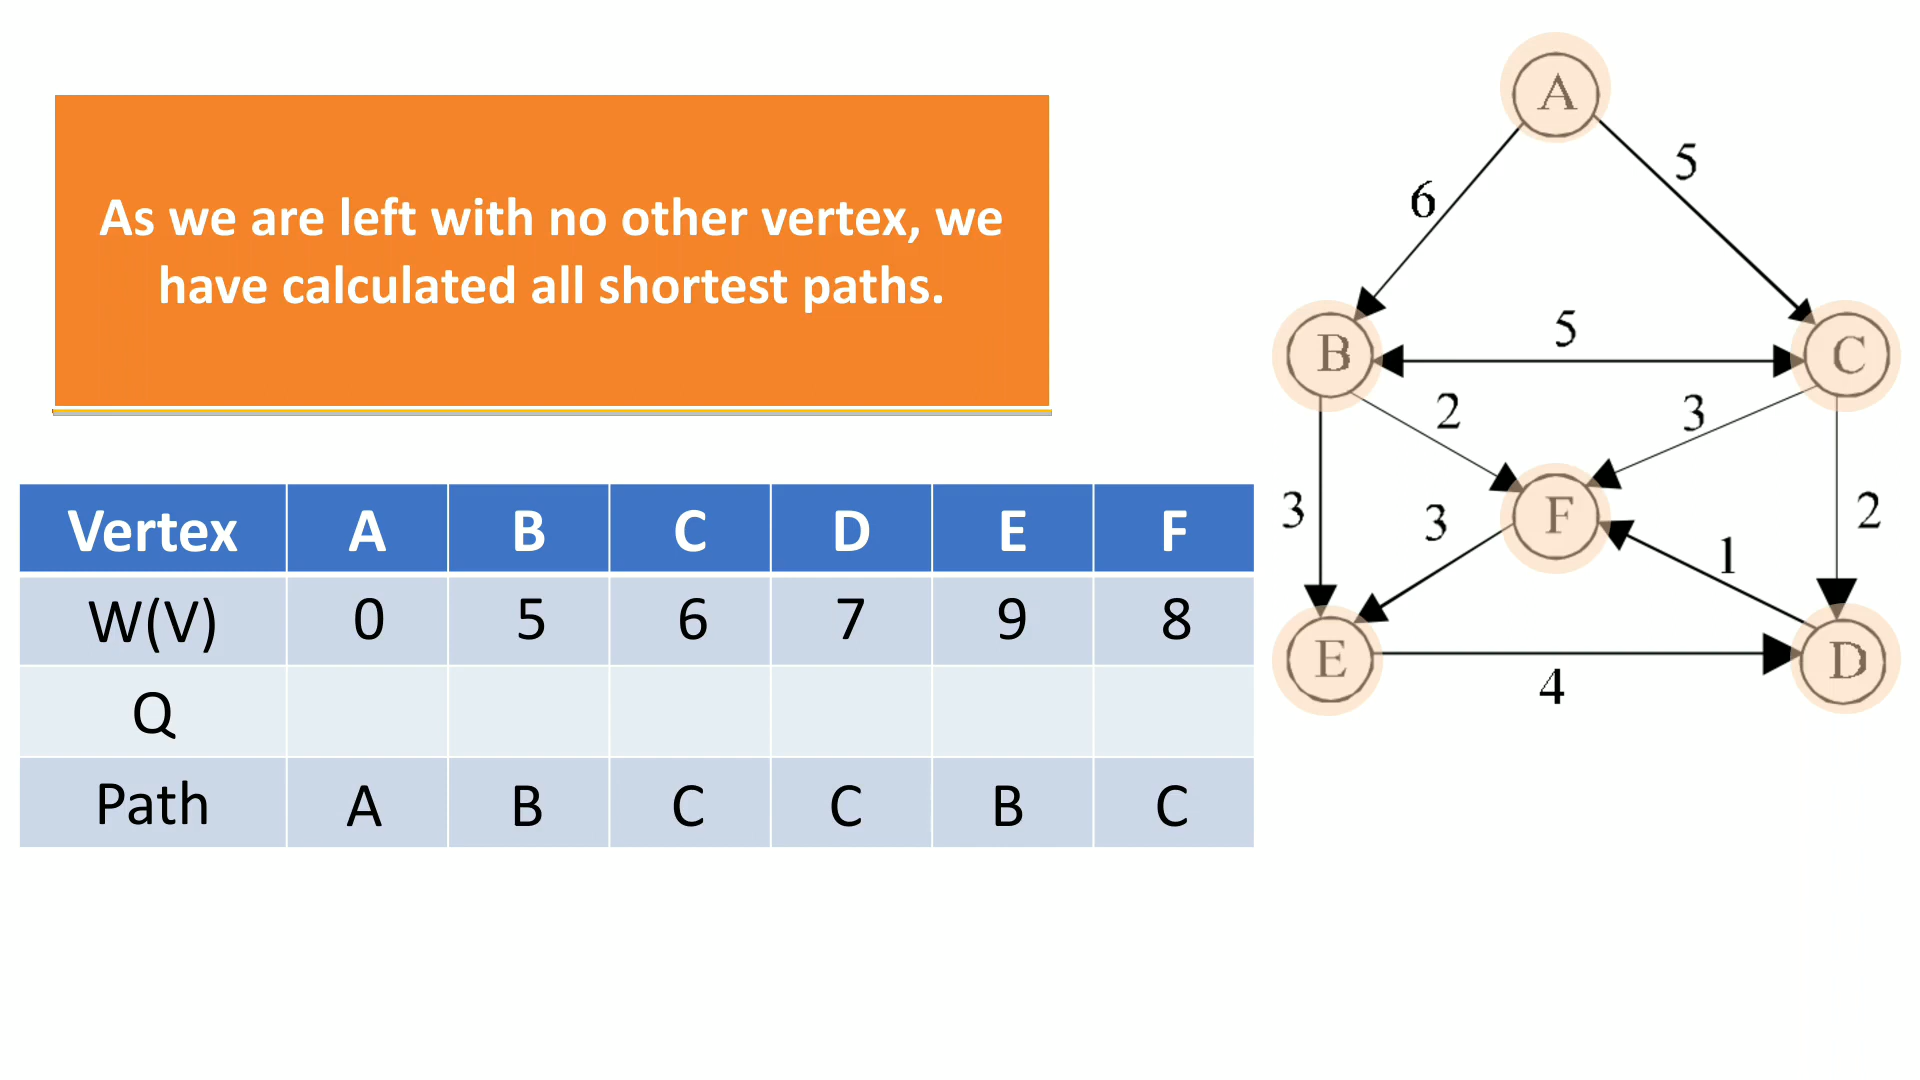 As we are left with no other vertex, we
have calculated all shortest paths.
Vertex A B C D E F
W(V) 0 5 6 7 9 8
Q
Path A B C C B C
A
6
5
B
5
C
2
3
3
3
F
1
2
E
4
D